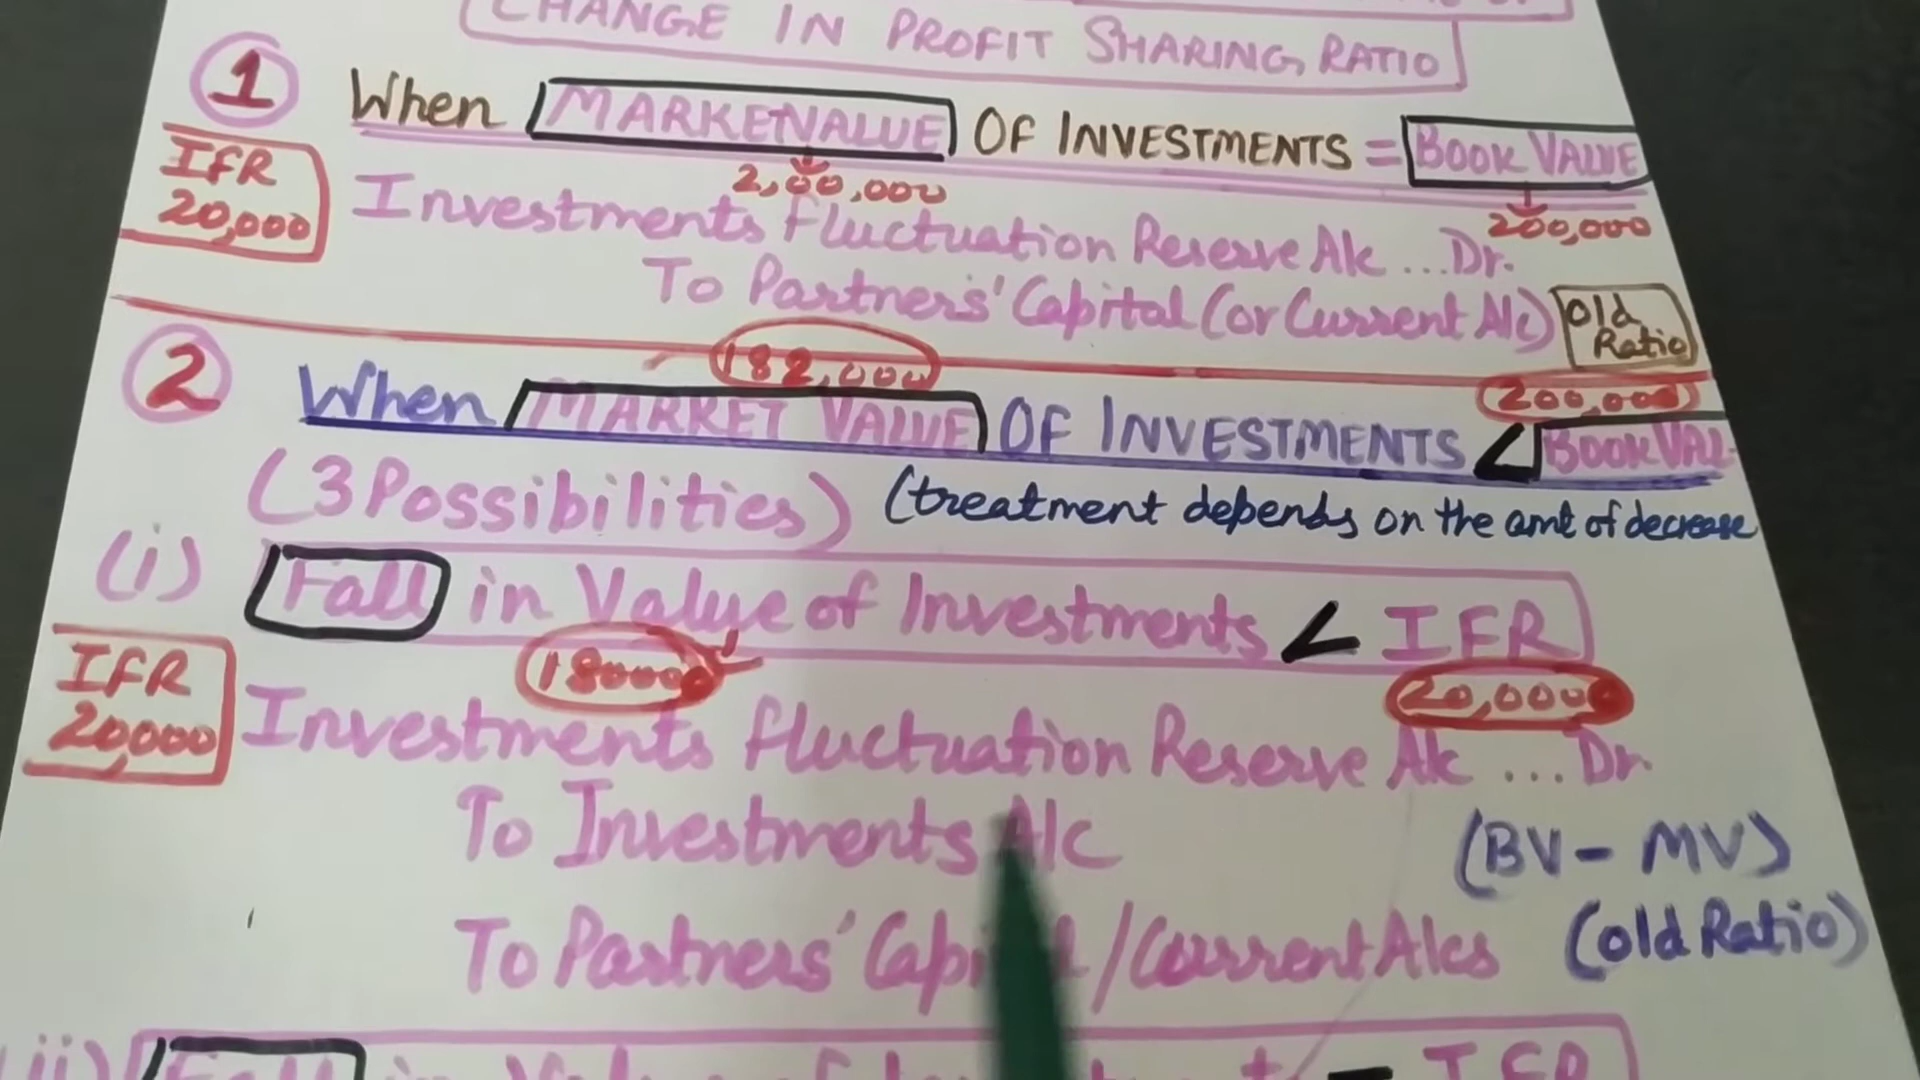 CHANGE IN PROFIT SHARING RATIO
1 When MARKETVALUE OF INVESTMENTS = BOOK VALUE
IFR 20,000
2,00,000
200,000
Investments Fluctuation Reserve A/c ... Dr.
To Partners' Capital (or Current A/c) Old Ratio
182,000
200,000
2 When MARKET VALUE OF INVESTMENTS < BOOK VAL
(3 Possibilities) (treatment depends on the amt of decrease
(i) Fall in Value of Investments < IFR
IFR 20,000
18000
20,000
Investments Fluctuation Reserve A/c ... Dr.
To Investments A/c (BV - MV)
To Partners' Capital /Current A/cs (old Ratio)